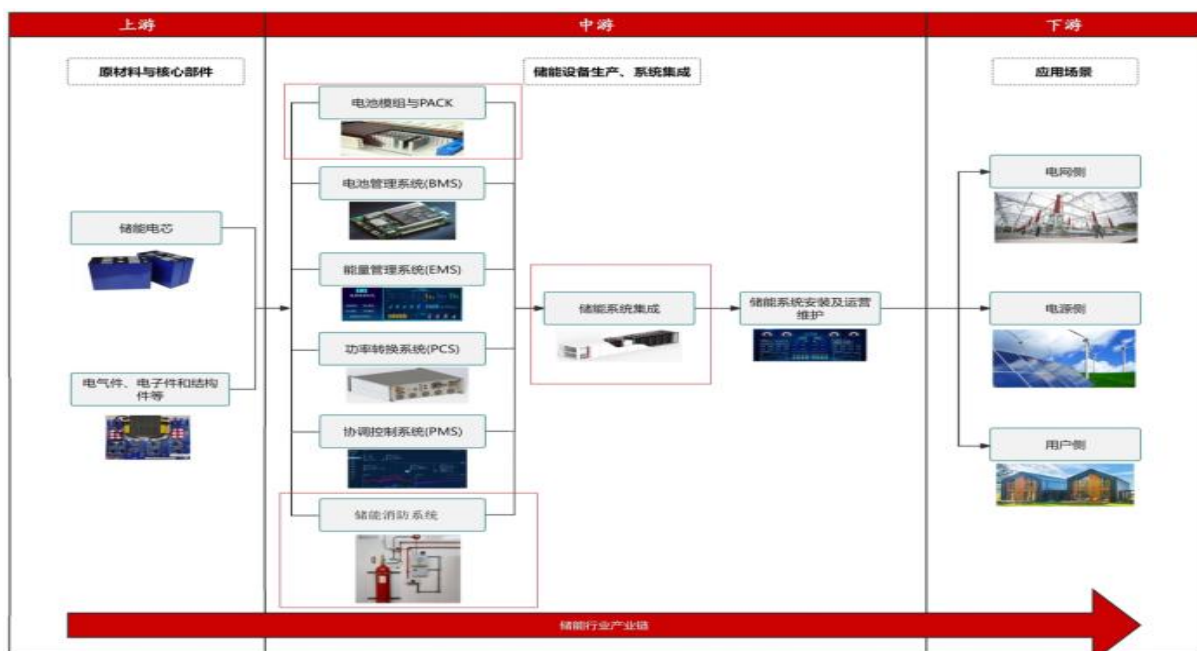 上游
中游
下游
原材料与核心部件
储能设备生产、系统集成
应用场景
储能电芯
电气件、电子件和结构
件等
电池模组与PACK
电池管理系统(BMS)
能量管理系统(EMS)
功率转换系统(PCS)
协调控制系统(PMS)
储能消防系统
储能系统集成
储能系统安装及运营
维护
电网侧
电源侧
用户侧
储能行业产业链